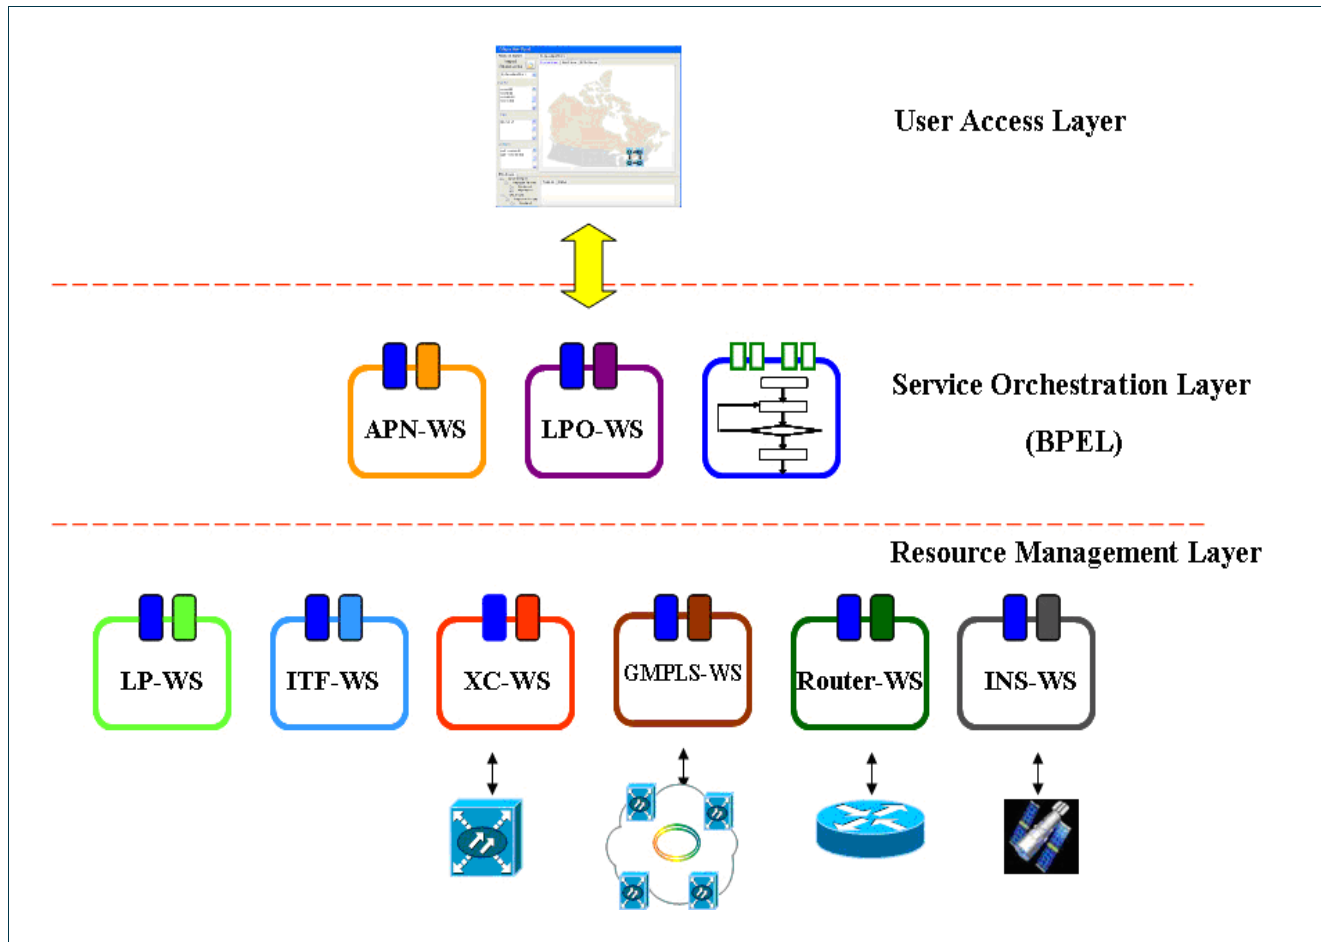 User Access Layer
Service Orchestration Layer
(BPEL)
APN-WS
LPO-WS
Resource Management Layer
LP-WS
ITF-WS
XC-WS
GMPLS-WS
Router-WS
INS-WS